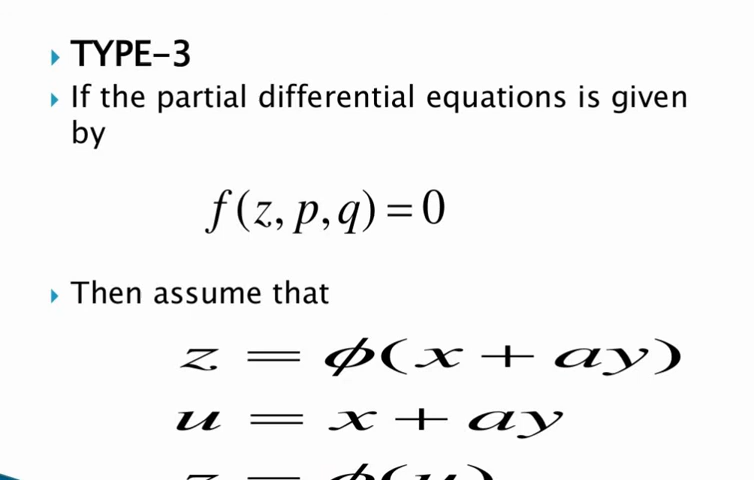 TYPE-3
If the partial differential equations is given
by
f(z, p, q) = 0
Then assume that
z = ϕ(x + ay)
u = x + ay
z = ϕ(u)